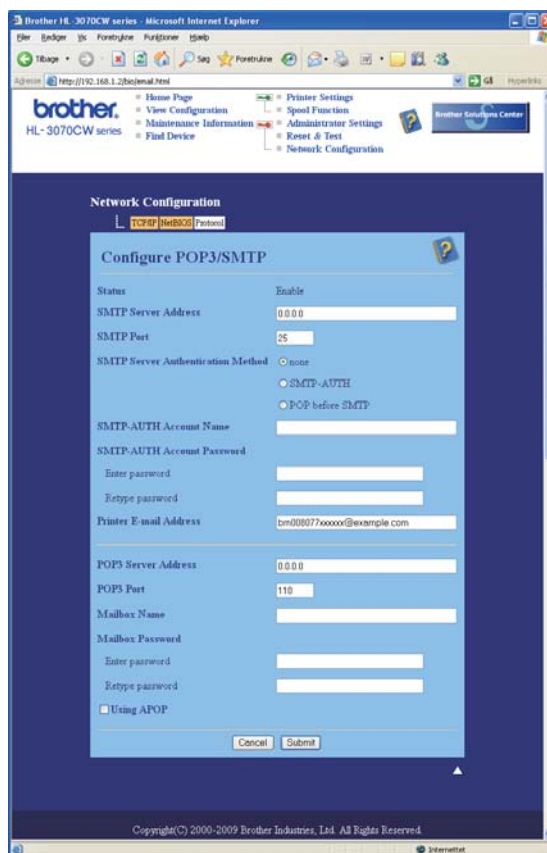 Brother HL-3070CW series - Microsoft Internet Explorer
Filer Rediger Vis Foretrukne Funktioner Hjælp
Tilbage Søg Foretrukne
Adresse http://192.168.1.2/bio/email.html Gå Hyperlinks
brother.
HL-3070CW series
Home Page
View Configuration
Maintenance Information
Find Device
Printer Settings
Spool Function
Administrator Settings
Reset & Test
Network Configuration
Brother Solutions Center
Network Configuration
TCP/IP NetBIOS Protocol
Configure POP3/SMTP
Status Enable
SMTP Server Address 0.0.0.0
SMTP Port 25
SMTP Server Authentication Method none
SMTP-AUTH
POP before SMTP
SMTP-AUTH Account Name
SMTP-AUTH Account Password
Enter password
Retype password
Printer E-mail Address bm008077xxxxxx@example.com
POP3 Server Address 0.0.0.0
POP3 Port 110
Mailbox Name
Mailbox Password
Enter password
Retype password
Using APOP
Cancel Submit
Copyright(C) 2000-2009 Brother Industries, Ltd. All Rights Reserved.
Internettet